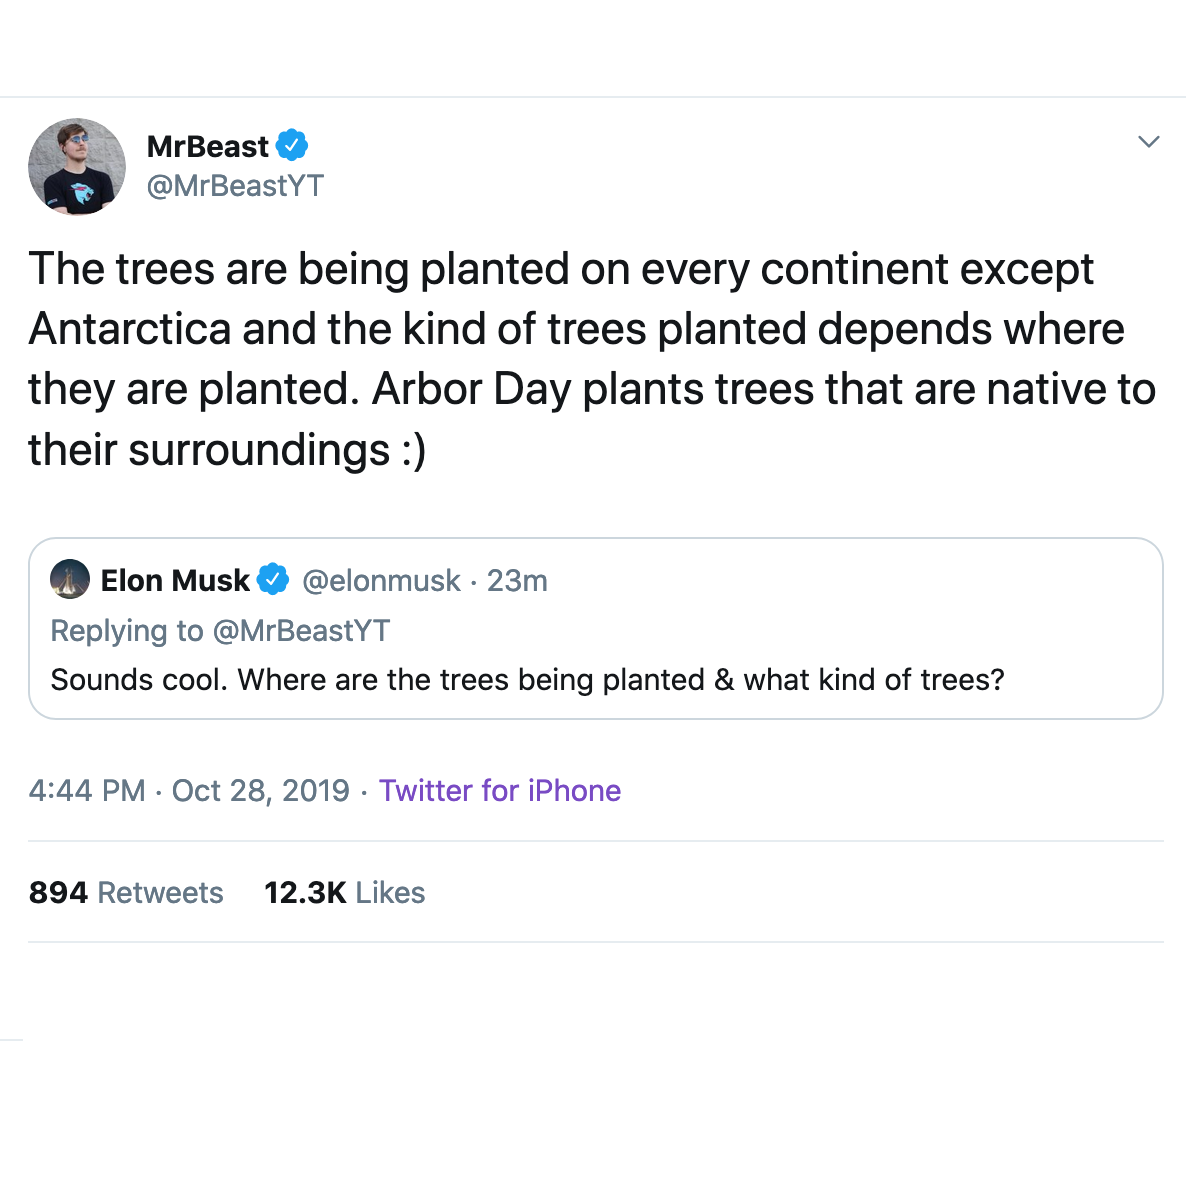 MrBeast
@MrBeastYT
The trees are being planted on every continent except
Antarctica and the kind of trees planted depends where
they are planted. Arbor Day plants trees that are native to
their surroundings :)
Elon Musk @elonmusk · 23m
Replying to @MrBeastYT
Sounds cool. Where are the trees being planted & what kind of trees?
4:44 PM · Oct 28, 2019 · Twitter for iPhone
894 Retweets 12.3K Likes